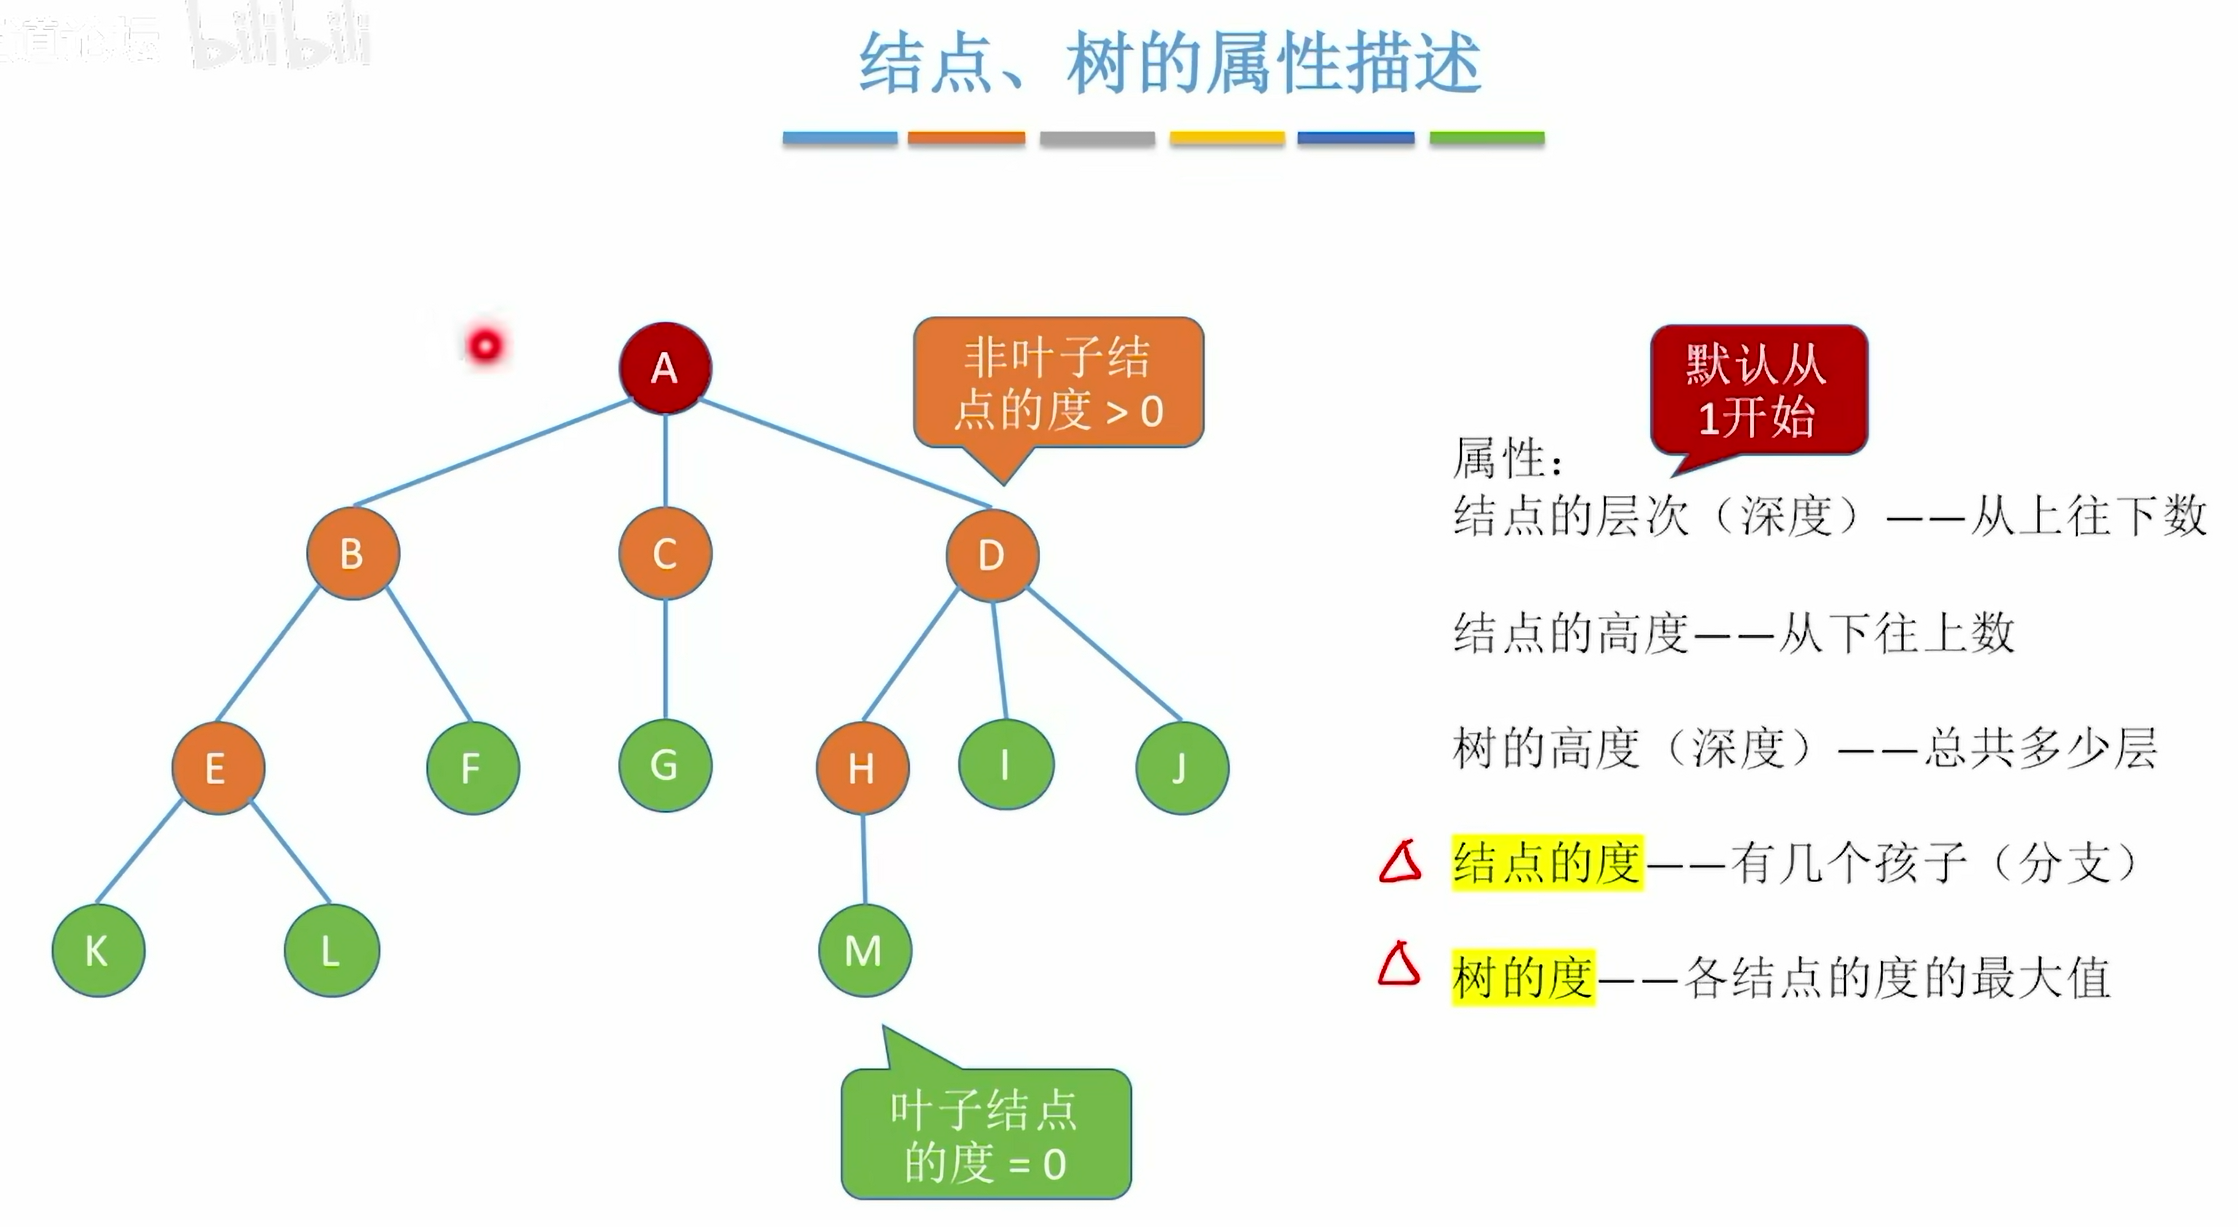 bilibili
结点、树的属性描述
A
非叶子结
点的度 > 0
默认从
1开始
属性：
结点的层次（深度）——从上往下数
B
C
D
结点的高度——从下往上数
树的高度（深度）——总共多少层
E
F
G
H
I
J
结点的度——有几个孩子（分支）
K
L
M
树的度——各结点的度的最大值
叶子结点
的度 = 0